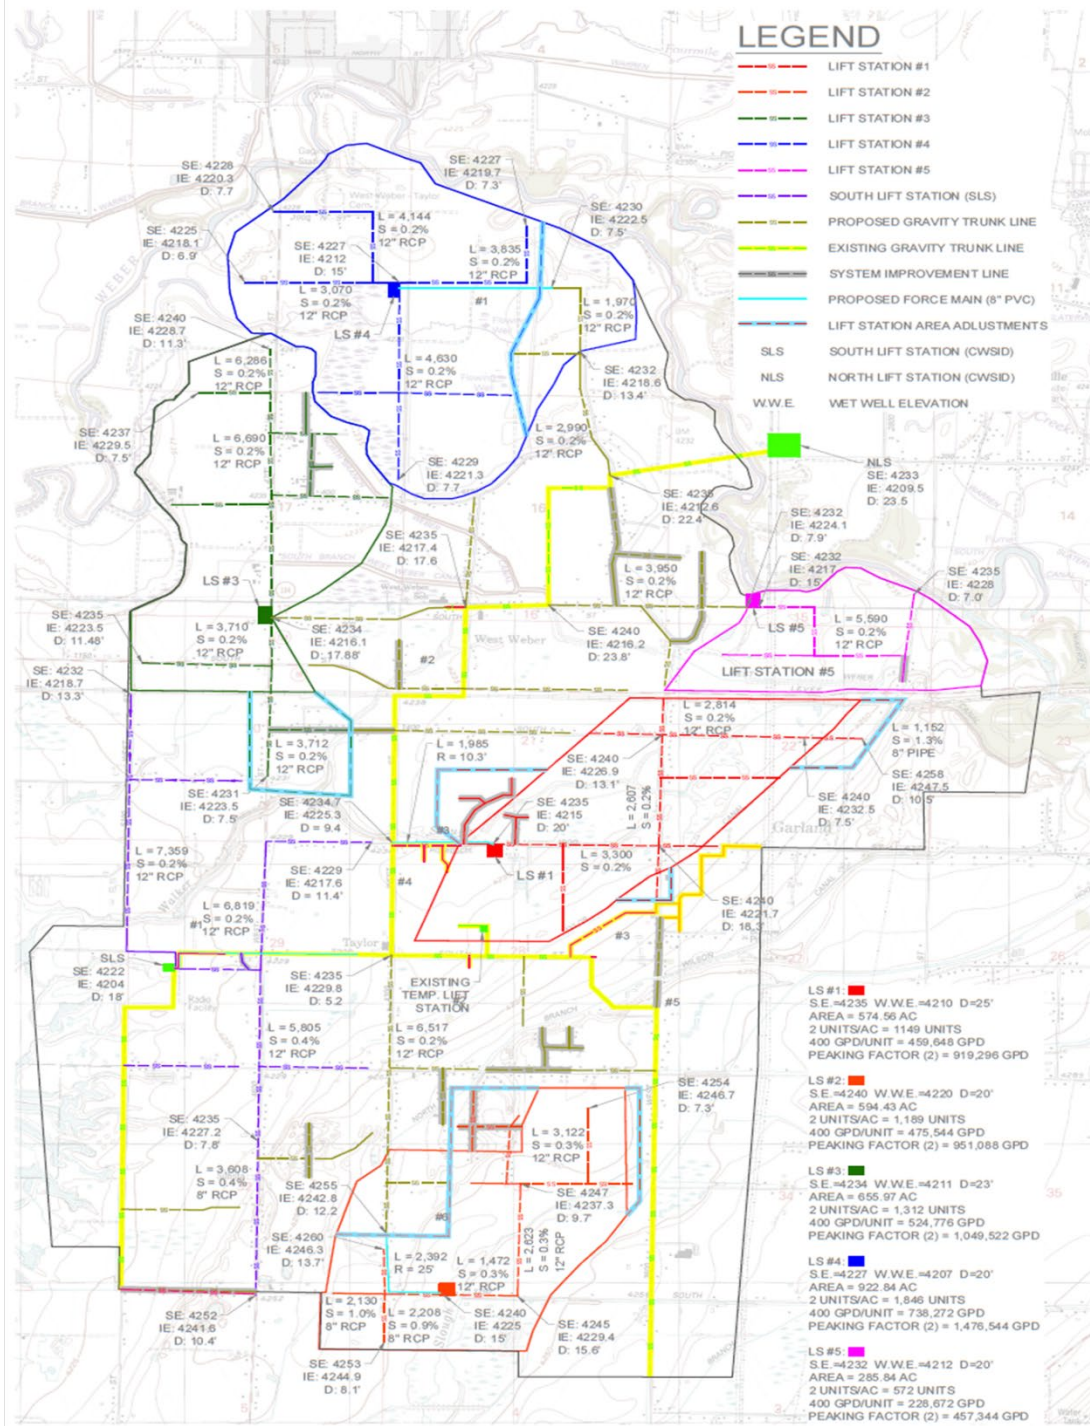 LEGEND
LIFT STATION #1
LIFT STATION #2
LIFT STATION #3
LIFT STATION #4
LIFT STATION #5
SOUTH LIFT STATION (SLS)
PROPOSED GRAVITY TRUNK LINE
EXISTING GRAVITY TRUNK LINE
SYSTEM IMPROVEMENT LINE
PROPOSED FORCE MAIN (8" PVC)
LIFT STATION AREA ADLUSTMENTS
SLS SOUTH LIFT STATION (CWSID)
NLS NORTH LIFT STATION (CWSID)
W.W.E. WET WELL ELEVATION
SE: 4228
IE: 4220.3
D: 7.7
SE: 4227
IE: 4219.7
D: 7.3'
SE: 4230
IE: 4222.5
D: 7.5'
SE: 4225
IE: 4218.1
D: 6.9'
L = 4,144
S = 0.2%
12" RCP
SE: 4227
IE: 4212
D: 15'
L = 3,835
S = 0.2%
12" RCP
L = 3,070
S = 0.2%
12" RCP
#1
LS #4
L = 1,970
S = 0.2%
12" RCP
SE: 4240
IE: 4228.7
D: 11.3'
L = 6,286
S = 0.2%
12" RCP
L = 4,630
S = 0.2%
12" RCP
SE: 4232
IE: 4218.6
D: 13.4'
SE: 4237
IE: 4229.5
D: 7.5'
L = 6,690
S = 0.2%
12" RCP
L = 2,990
S = 0.2%
12" RCP
SE: 4229
IE: 4221.3
D: 7.7
NLS
SE: 4233
IE: 4209.5
D: 23.5
SE: 4235
IE: 4212.6
D: 22.4'
SE: 4232
IE: 4224.1
D: 7.9'
SE: 4235
IE: 4217.4
D: 17.6
SE: 4232
IE: 4217
D: 15'
SE: 4235
IE: 4228
D: 7.0'
L = 3,950
S = 0.2%
12" RCP
LS #3
SE: 4235
IE: 4223.5
D: 11.48'
L = 3,710
S = 0.2%
12" RCP
SE: 4234
IE: 4216.1
D: 17.88'
West Weber
SE: 4240
IE: 4216.2
D: 23.8'
LS #5
L = 5,590
S = 0.2%
12" RCP
#2
LIFT STATION #5
SE: 4232
IE: 4218.7
D: 13.3'
L = 2,814
S = 0.2%
12" RCP
L = 1,152
S = 1.3%
8" PIPE
L = 3,712
S = 0.2%
12" RCP
L = 1,985
R = 10.3'
SE: 4240
IE: 4226.9
D: 13.1'
SE: 4258
IE: 4247.5
D: 10.5'
SE: 4231
IE: 4223.5
D: 7.5'
SE: 4234.7
IE: 4225.3
D = 9.4
SE: 4235
IE: 4215
D: 20'
L = 2,607
S = 0.2%
SE: 4240
IE: 4232.5
D: 7.5'
#3
Garland
L = 7,359
S = 0.2%
12" RCP
SE: 4229
IE: 4217.6
D = 11.4'
#4
LS #1
L = 3,300
S = 0.2%
L = 6,819
S = 0.2%
12" RCP
#1
SE: 4240
IE: 4221.7
D: 18.3'
Taylor
#3
SLS
SE: 4222
IE: 4204
D: 18'
SE: 4235
IE: 4229.8
D: 5.2
EXISTING
TEMP. LIFT
STATION
#5
L = 5,805
S = 0.4%
12" RCP
L = 6,517
S = 0.2%
12" RCP
SE: 4254
IE: 4246.7
D: 7.3'
SE: 4235
IE: 4227.2
D: 7.8'
L = 3,122
S = 0.3%
12" RCP
L = 3,608
S = 0.4%
8" RCP
SE: 4255
IE: 4242.8
D: 12.2
SE: 4247
IE: 4237.3
D: 9.7'
#6
SE: 4260
IE: 4246.3
D: 13.7'
L = 2,392
R = 25'
L = 1,472
S = 0.3%
12" RCP
L = 2,623
S = 0.3%
12" RCP
SE: 4252
IE: 4241.6
D: 10.4'
L = 2,130
S = 1.0%
8" RCP
L = 2,208
S = 0.9%
8" RCP
SE: 4240
IE: 4225
D: 15'
SE: 4245
IE: 4229.4
D: 15.6'
SE: 4253
IE: 4244.9
D: 8.1'
LS #1:
S.E.=4235 W.W.E.=4210 D=25'
AREA = 574.56 AC
2 UNITS/AC = 1149 UNITS
400 GPD/UNIT = 459,648 GPD
PEAKING FACTOR (2) = 919,296 GPD
LS #2:
S.E.=4240 W.W.E.=4220 D=20'
AREA = 594.43 AC
2 UNITS/AC = 1,189 UNITS
400 GPD/UNIT = 475,544 GPD
PEAKING FACTOR (2) = 951,088 GPD
LS #3:
S.E.=4234 W.W.E.=4211 D=23'
AREA = 655.97 AC
2 UNITS/AC = 1,312 UNITS
400 GPD/UNIT = 524,776 GPD
PEAKING FACTOR (2) = 1,049,522 GPD
LS #4:
S.E.=4227 W.W.E.=4207 D=20'
AREA = 922.84 AC
2 UNITS/AC = 1,846 UNITS
400 GPD/UNIT = 738,272 GPD
PEAKING FACTOR (2) = 1,476,544 GPD
LS #5:
S.E.=4232 W.W.E.=4212 D=20'
AREA = 285.84 AC
2 UNITS/AC = 572 UNITS
400 GPD/UNIT = 228,672 GPD
PEAKING FACTOR (2) = 457,344 GPD